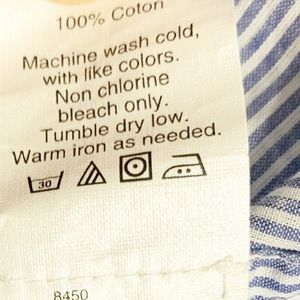 100% Coton
Machine wash cold,
with like colors.
Non chlorine
bleach only.
Tumble dry low.
Warm iron as needed.
30
8450